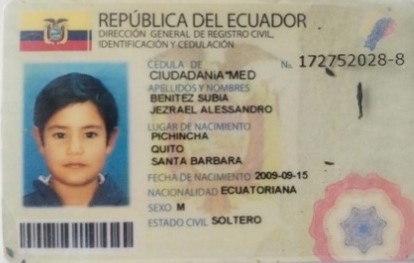 REPÚBLICA DEL ECUADOR
DIRECCIÓN GENERAL DE REGISTRO CIVIL,
IDENTIFICACIÓN Y CEDULACIÓN
CÉDULA DE No. 172752028-8
CIUDADANíA*MED
APELLIDOS Y NOMBRES
BENITEZ SUBIA
JEZRAEL ALESSANDRO
LUGAR DE NACIMIENTO
PICHINCHA
QUITO
SANTA BARBARA
FECHA DE NACIMIENTO 2009-09-15
NACIONALIDAD ECUATORIANA
SEXO M
ESTADO CIVIL SOLTERO